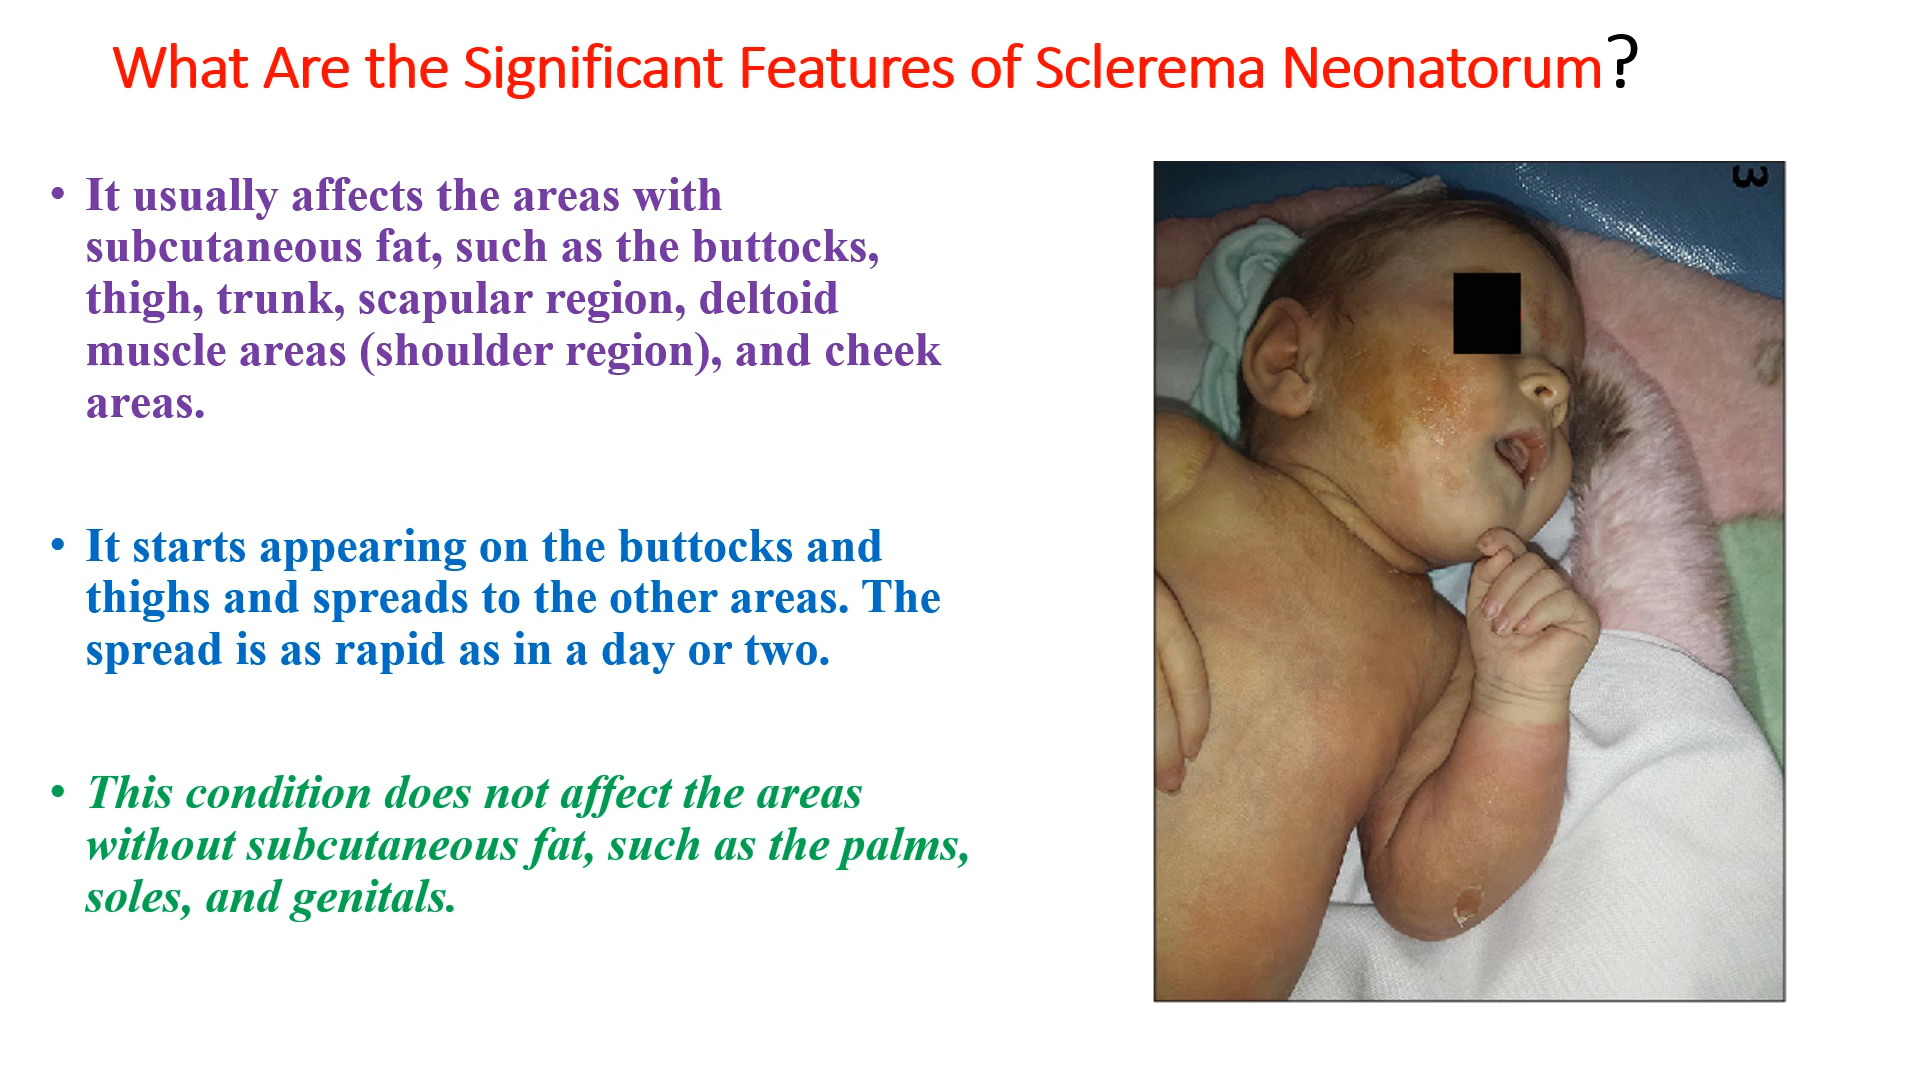 What Are the Significant Features of Sclerema Neonatorum?
• It usually affects the areas with
subcutaneous fat, such as the buttocks,
thigh, trunk, scapular region, deltoid
muscle areas (shoulder region), and cheek
areas.
• It starts appearing on the buttocks and
thighs and spreads to the other areas. The
spread is as rapid as in a day or two.
• This condition does not affect the areas
without subcutaneous fat, such as the palms,
soles, and genitals.
3